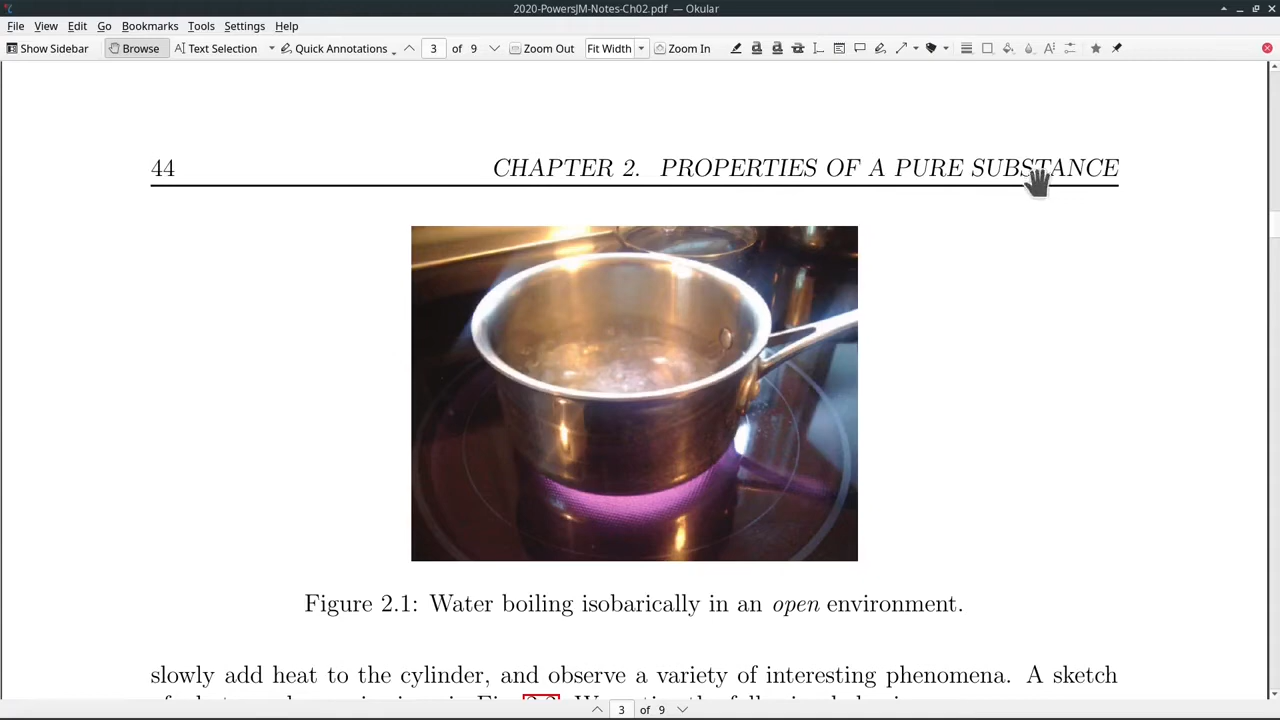 2020-PowersJM-Notes-Ch02.pdf — Okular
File View Edit Go Bookmarks Tools Settings Help
Show Sidebar Browse Text Selection Quick Annotations 3 of 9 Zoom Out Fit Width Zoom In
44 CHAPTER 2. PROPERTIES OF A PURE SUBSTANCE
Figure 2.1: Water boiling isobarically in an open environment.
slowly add heat to the cylinder, and observe a variety of interesting phenomena. A sketch
3 of 9